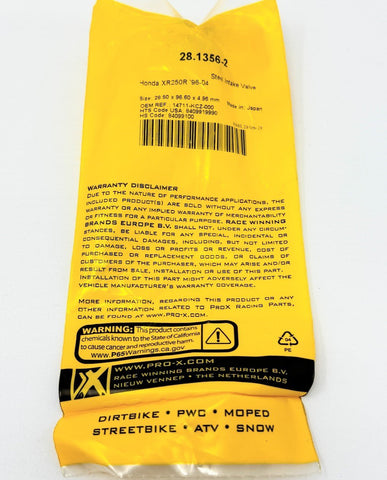 28.1356-2
Steel Intake Valve
Honda XR250R '96-04
Size: 26.50 x 96.60 x 4.96 mm
OEM REF.: 14711-KCZ-000
Made in: Japan
HTS Code USA: 8409919990
HS Code: 84099100
WARRANTY DISCLAIMER
DUE TO THE NATURE OF PERFORMANCE APPLICATIONS, THE
INCLUDED PRODUCT(S) ARE SOLD WITHOUT ANY EXPRESS
WARRANTY OR ANY IMPLIED WARRANTY OF MERCHANTABILITY
OR FITNESS FOR A PARTICULAR PURPOSE. RACE WINNING
BRANDS EUROPE B.V. SHALL NOT, UNDER ANY CIRCUM-
STANCES, BE LIABLE FOR ANY SPECIAL, INCIDENTAL OR
CONSEQUENTIAL DAMAGES, INCLUDING, BUT NOT LIMITED
TO DAMAGE, LOSS OR PROFITS OR REVENUE, COST OF
PURCHASED OR REPLACEMENT GOODS, OR CLAIMS OF
CUSTOMERS OF THE PURCHASER, WHICH MAY ARISE AND/OR
RESULT FROM SALE, INSTALLATION OR USE OF THIS PART.
INSTALLATION OF THIS PART MIGHT ADVERSELY AFFECT THE
VEHICLE MANUFACTURER'S WARRANTY COVERAGE.
MORE INFORMATION, REGARDING THIS PRODUCT OR ANY
OTHER INFORMATION RELATED TO PROX RACING PARTS,
CAN BE FOUND AT WWW.PRO-X.COM.
WARNING: This product contains
chemicals known to the State of California
to cause cancer and reproductive harm.
www.P65Warnings.ca.gov
04
PE
WWW.PRO-X.COM
RACE WINNING BRANDS EUROPE B.V.
NIEUW VENNEP • THE NETHERLANDS
DIRTBIKE • PWC • MOPED
STREETBIKE • ATV • SNOW